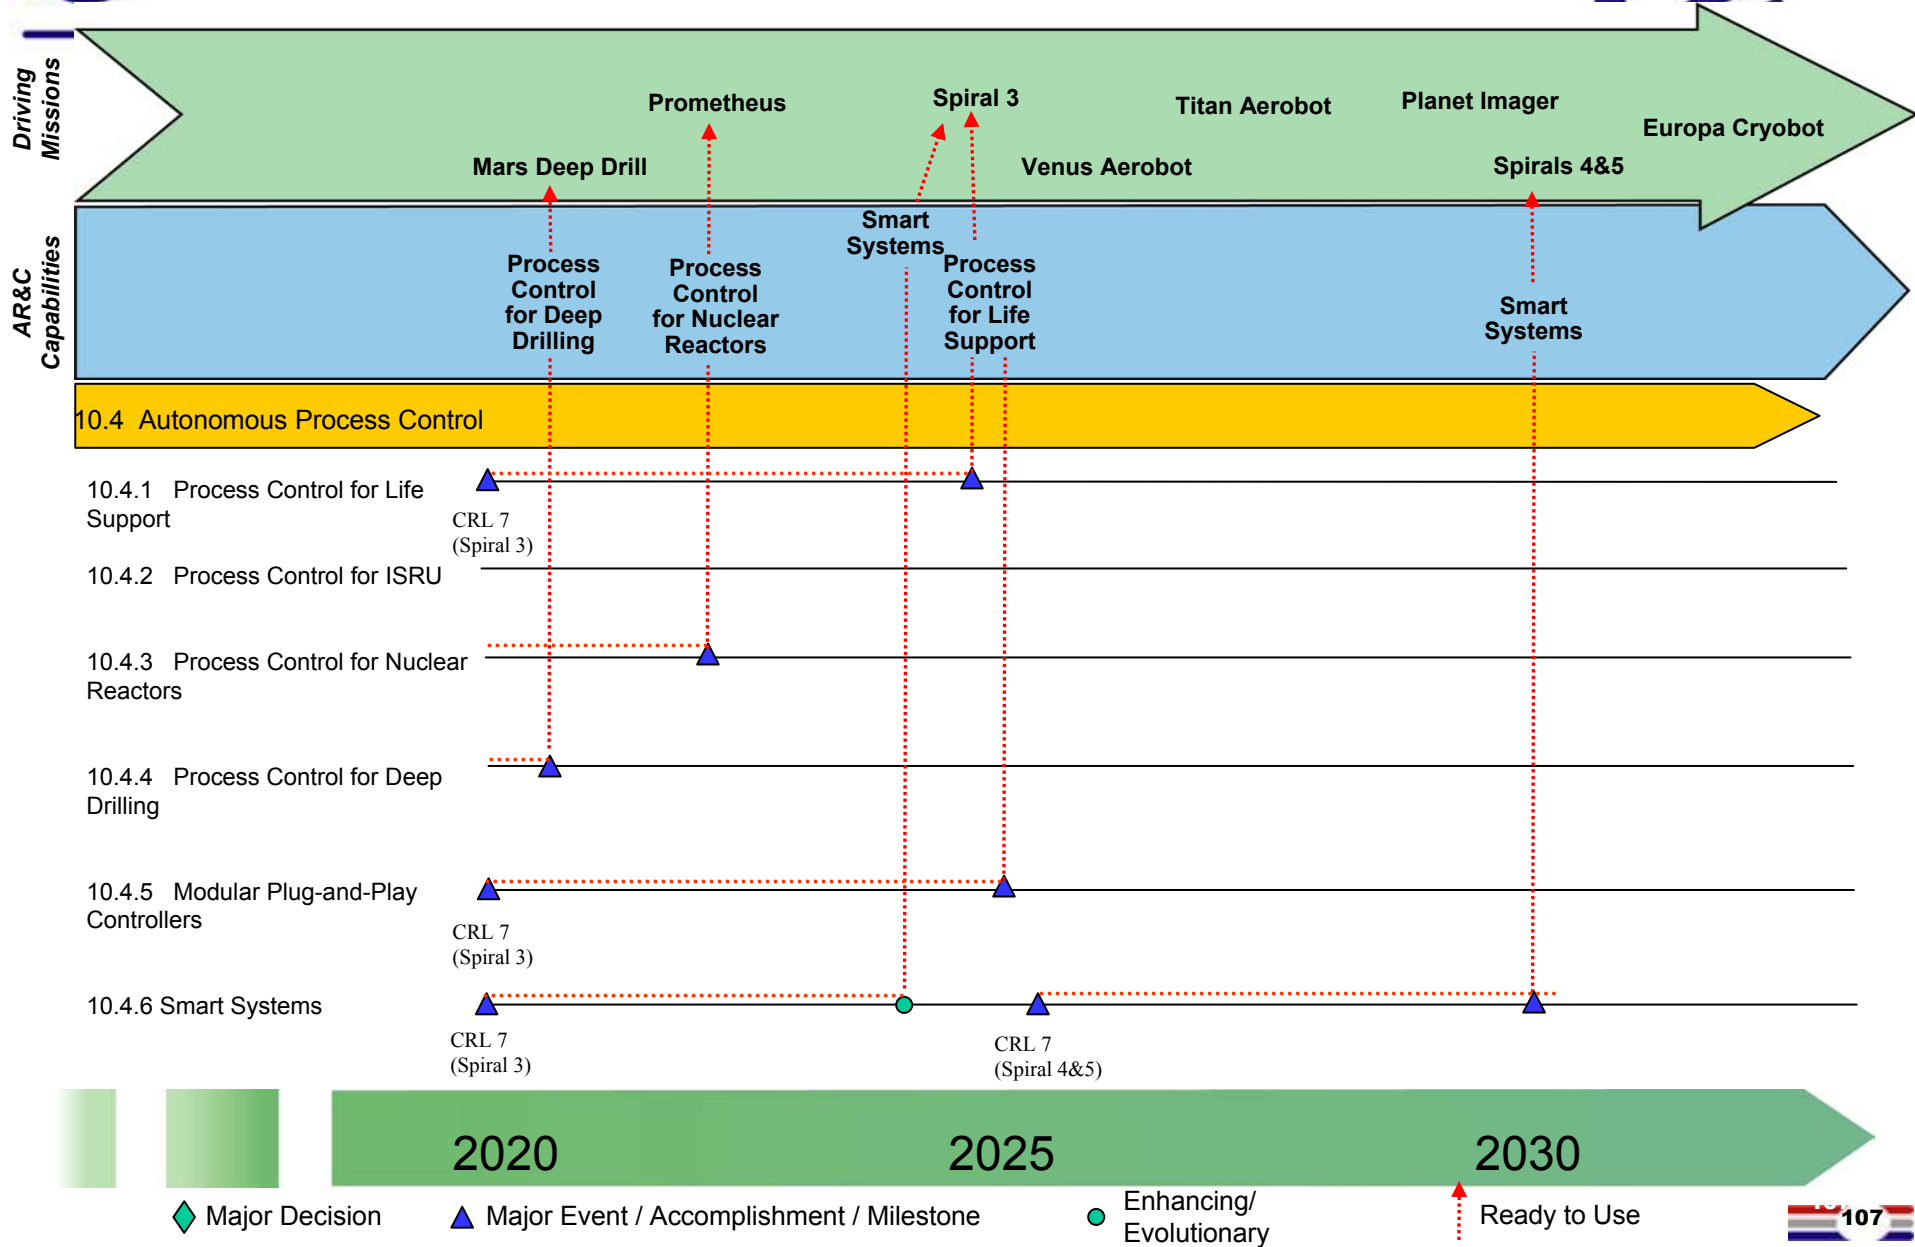 Driving
Missions
Prometheus
Spiral 3
Titan Aerobot
Planet Imager
Europa Cryobot
Mars Deep Drill
Venus Aerobot
Spirals 4&5
AR&C
Capabilities
Process
Control
for Deep
Drilling
Process
Control
for Nuclear
Reactors
Smart
Systems
Process
Control
for Life
Support
Smart
Systems
10.4 Autonomous Process Control
10.4.1 Process Control for Life
Support
CRL 7
(Spiral 3)
10.4.2 Process Control for ISRU
10.4.3 Process Control for Nuclear
Reactors
10.4.4 Process Control for Deep
Drilling
10.4.5 Modular Plug-and-Play
Controllers
CRL 7
(Spiral 3)
10.4.6 Smart Systems
CRL 7
(Spiral 3)
CRL 7
(Spiral 4&5)
2020
2025
2030
Major Decision
Major Event / Accomplishment / Milestone
Enhancing/
Evolutionary
Ready to Use
107